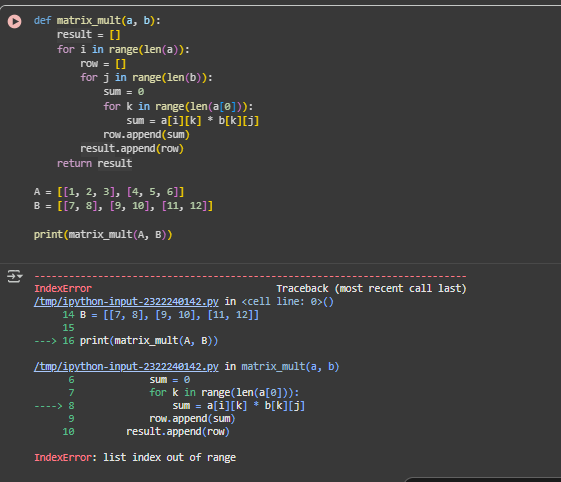 def matrix_mult(a, b):
    result = []
    for i in range(len(a)):
        row = []
        for j in range(len(b)):
            sum = 0
            for k in range(len(a[0])):
                sum = a[i][k] * b[k][j]
            row.append(sum)
        result.append(row)
    return result

A = [[1, 2, 3], [4, 5, 6]]
B = [[7, 8], [9, 10], [11, 12]]

print(matrix_mult(A, B))

---------------------------------------------------------------------------
IndexError                                Traceback (most recent call last)
/tmp/ipython-input-2322240142.py in <cell line: 0>()
     14 B = [[7, 8], [9, 10], [11, 12]]
     15
---> 16 print(matrix_mult(A, B))

/tmp/ipython-input-2322240142.py in matrix_mult(a, b)
      6             sum = 0
      7             for k in range(len(a[0])):
----> 8                 sum = a[i][k] * b[k][j]
      9             row.append(sum)
     10         result.append(row)

IndexError: list index out of range